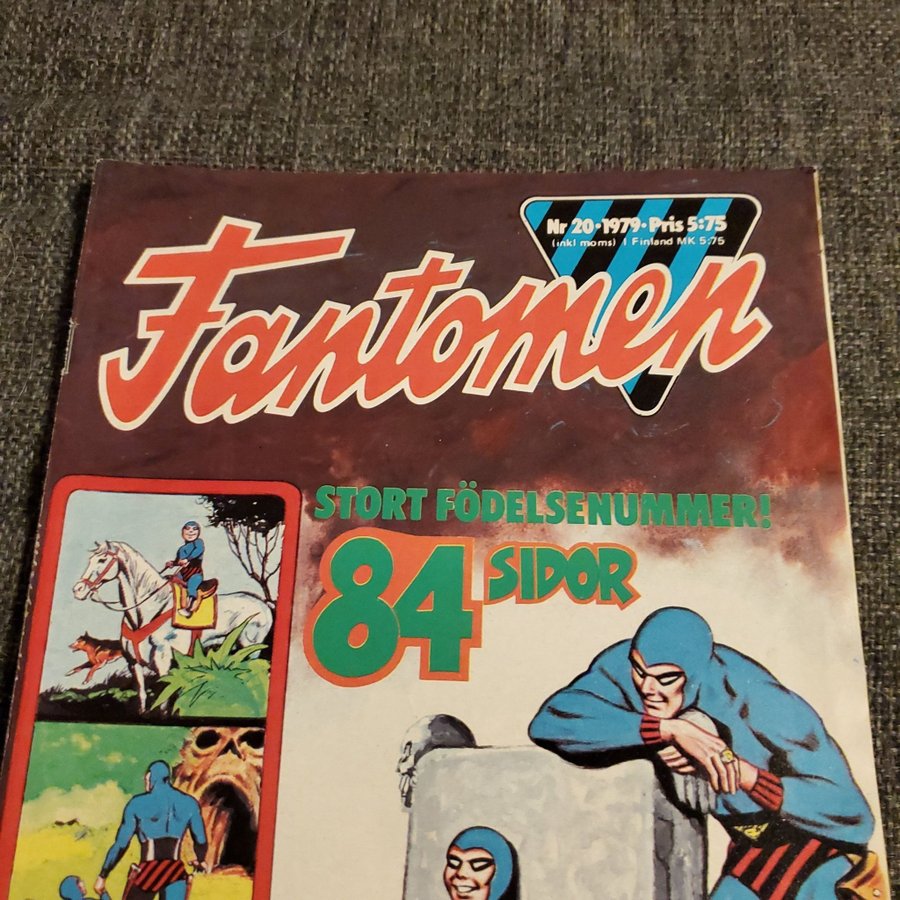 Nr 20·1979·Pris 5:75
(inkl moms) I Finland MK 5:75
Fantomen
STORT FÖDELSENUMMER!
84 SIDOR